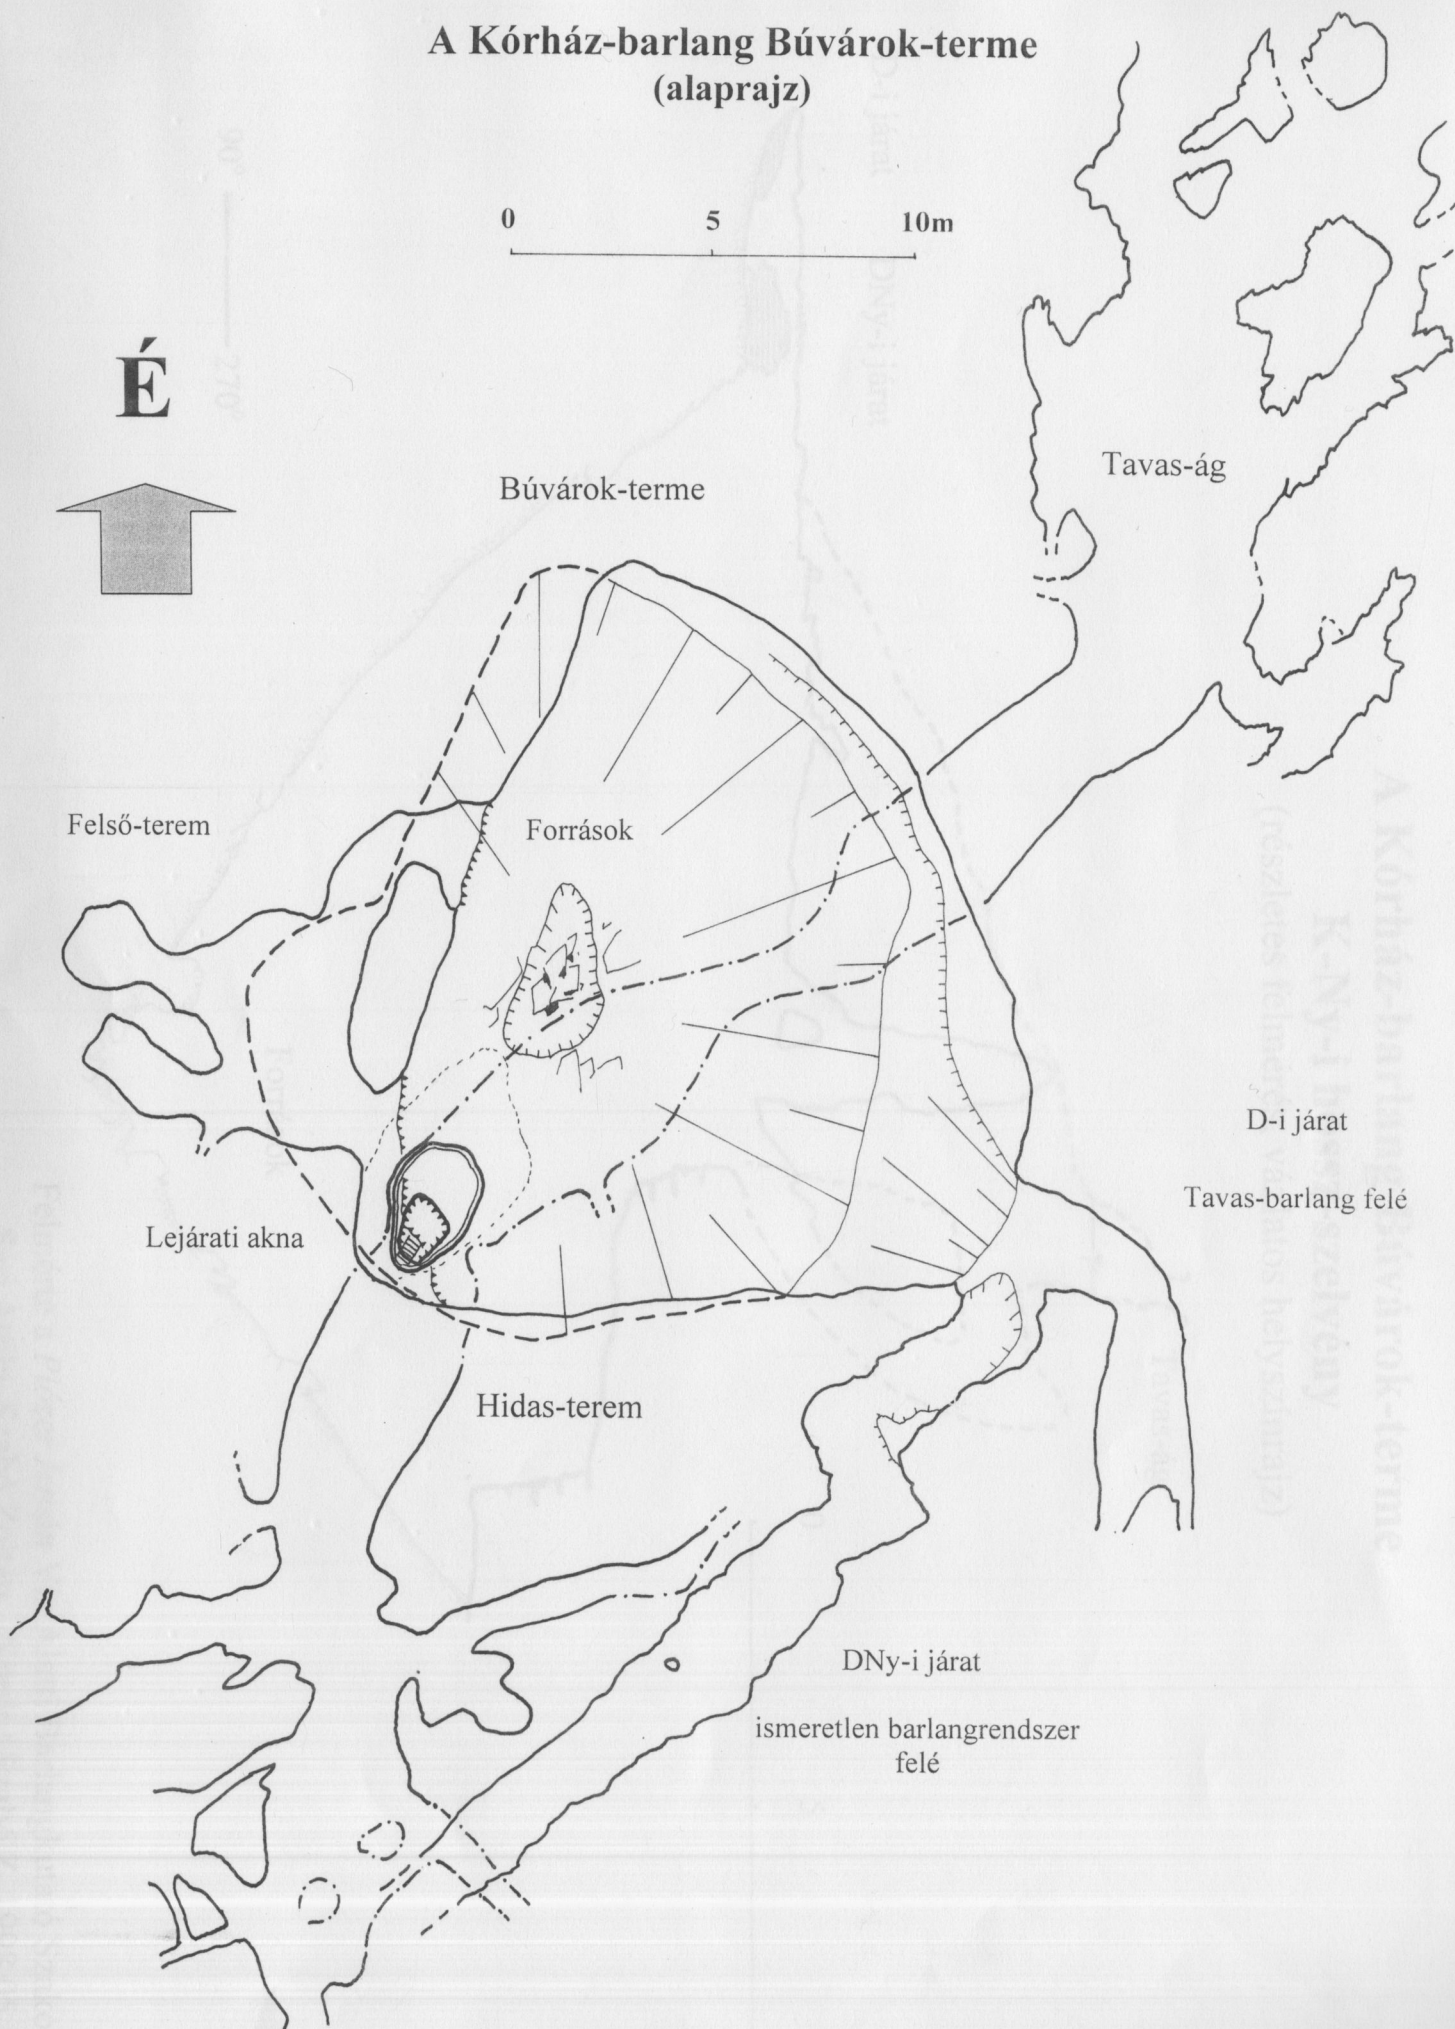 A Kórház-barlang Búvárok-terme
(alaprajz)
0 5 10m
É
Tavas-ág
Búvárok-terme
Felső-terem
Források
D-i járat
Tavas-barlang felé
Lejárati akna
Hidas-terem
DNy-i járat
ismeretlen barlangrendszer
felé